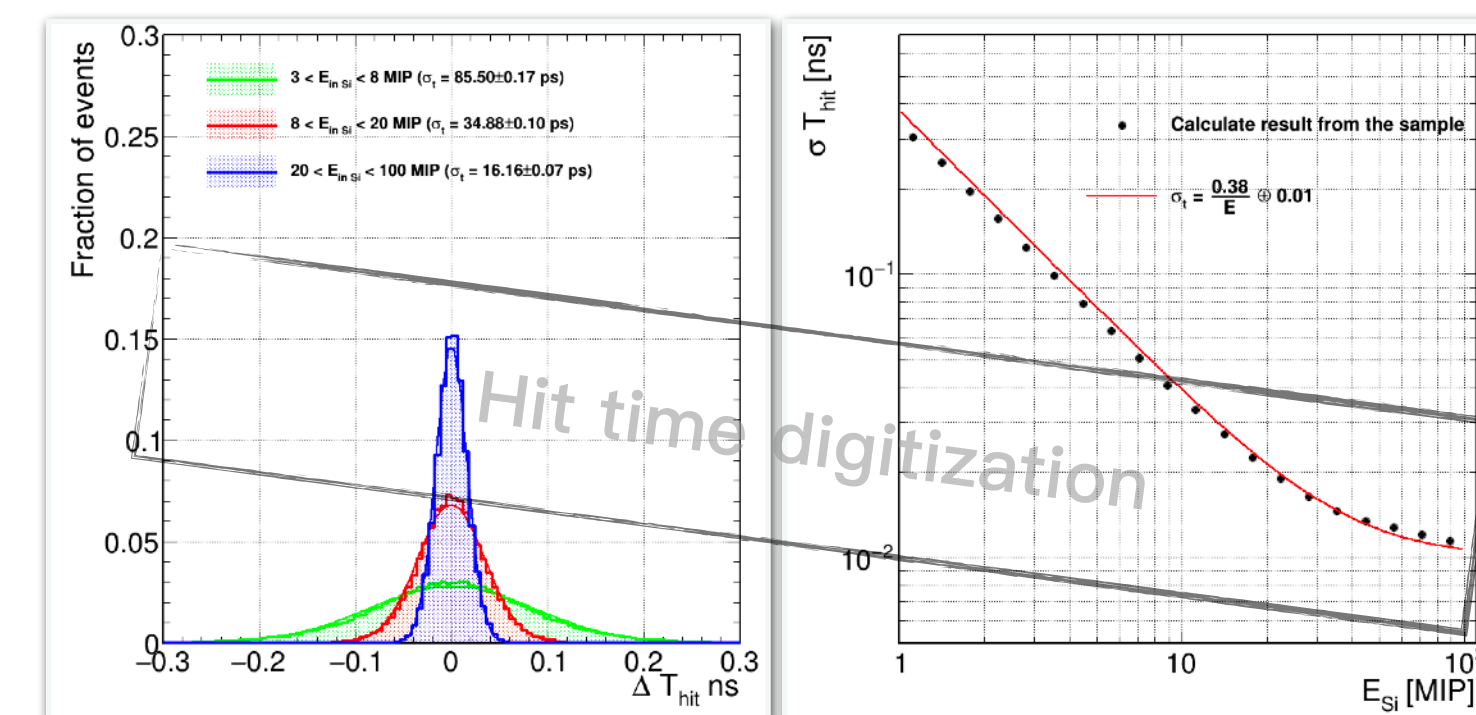 Fraction of events
0.3
0.25
0.2
0.15
0.1
0.05
0
3 < E_in Si < 8 MIP (σ_t = 85.50±0.17 ps)
8 < E_in Si < 20 MIP (σ_t = 34.88±0.10 ps)
20 < E_in Si < 100 MIP (σ_t = 16.16±0.07 ps)
−0.3 −0.2 −0.1 0 0.1 0.2 0.3
Δ T_hit ns
Hit time digitization
σ T_hit [ns]
10⁻¹
10⁻²
Calculate result from the sample
σ_t = 0.38/E ⊕ 0.01
1 10
E_Si [MIP]